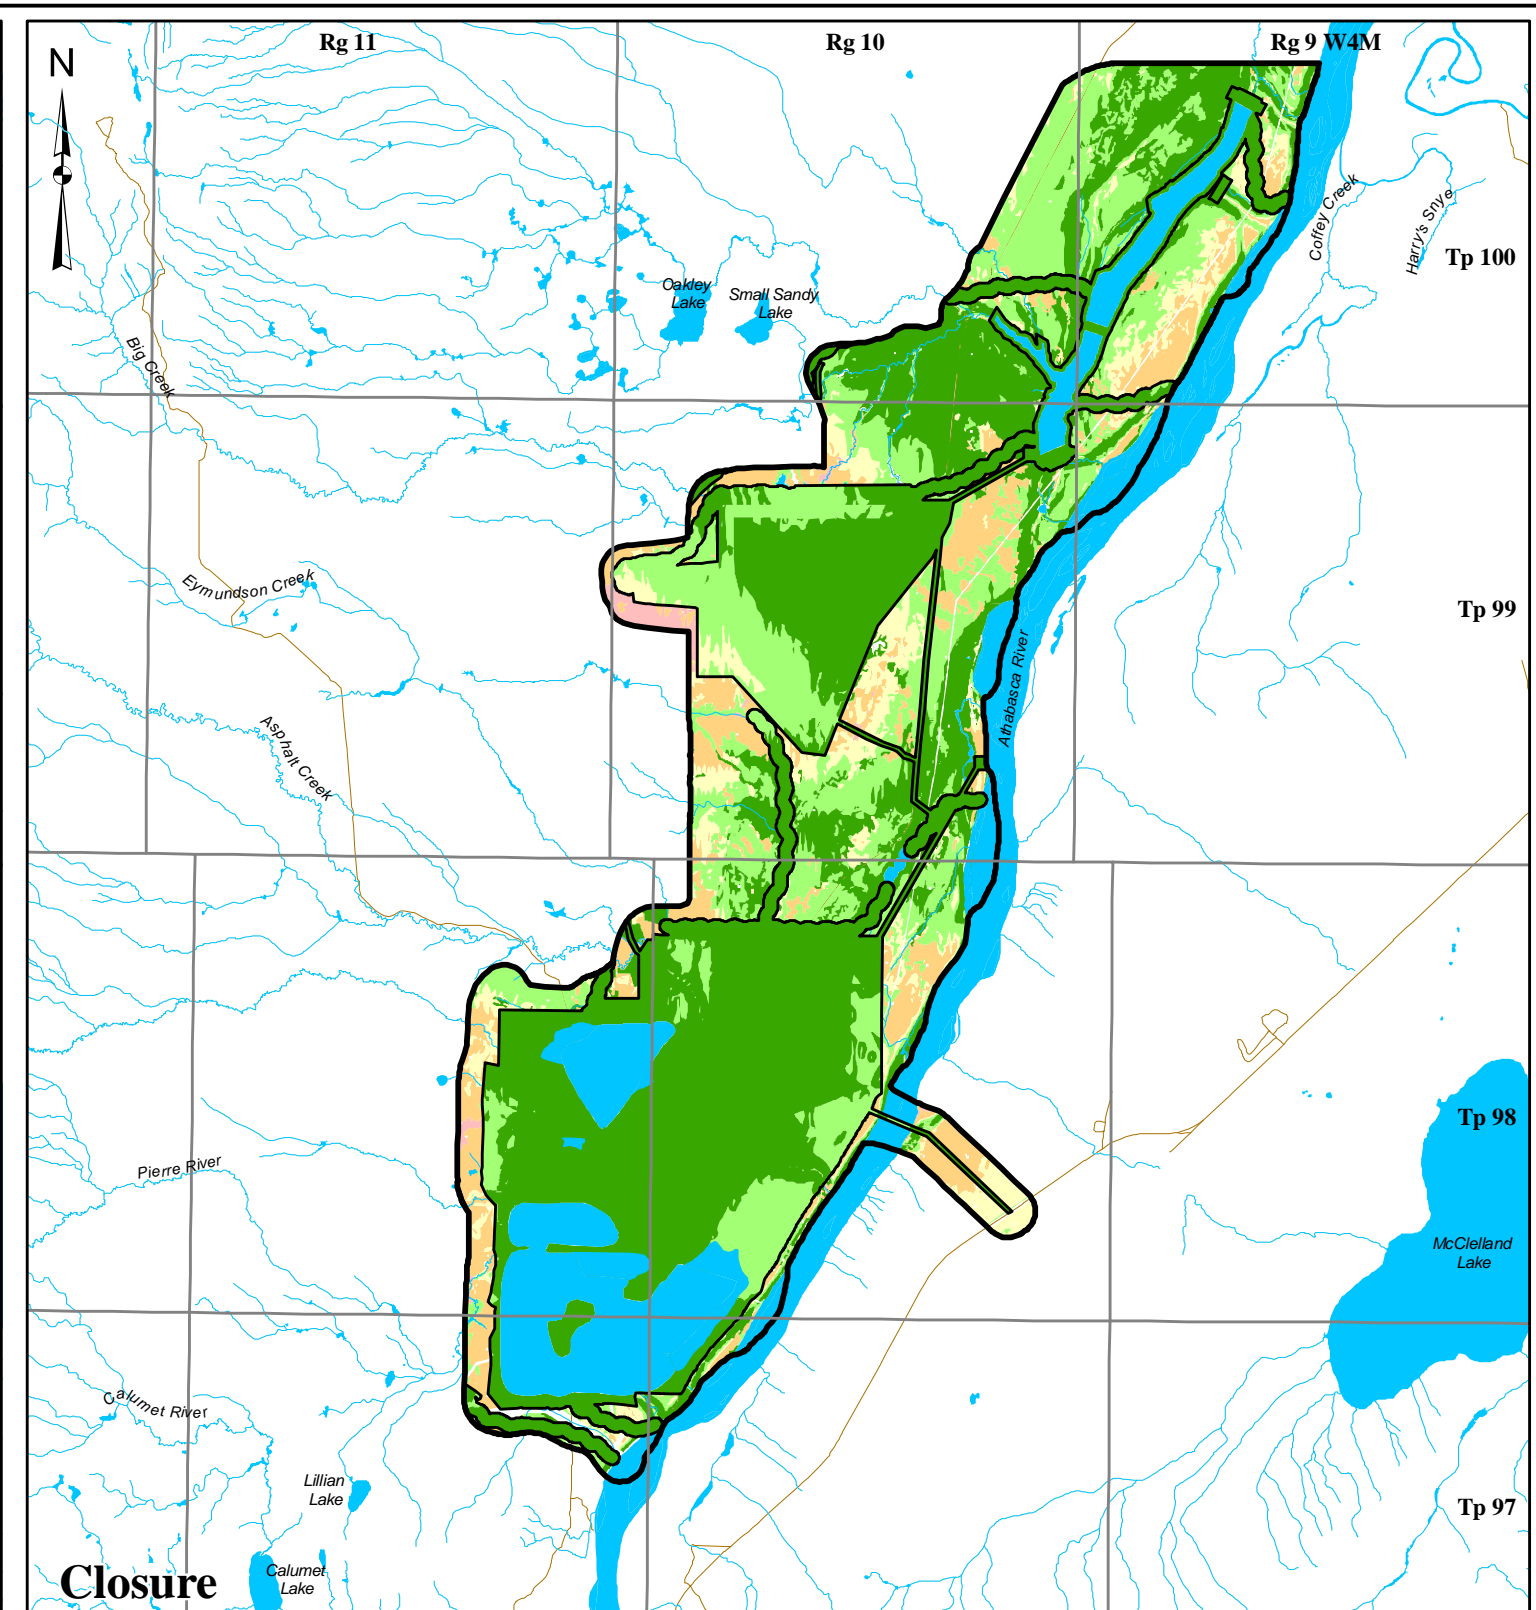 Rg 11
Rg 10
Rg 9 W4M
N
Coffey Creek
Harry's Snye
Tp 100
Oakley
Lake
Small Sandy
Lake
Big Creek
Eymundson Creek
Tp 99
Athabasca River
Asphalt Creek
Tp 98
Pierre River
McClelland
Lake
Calumet River
Lillian
Lake
Tp 97
Calumet
Lake
Closure